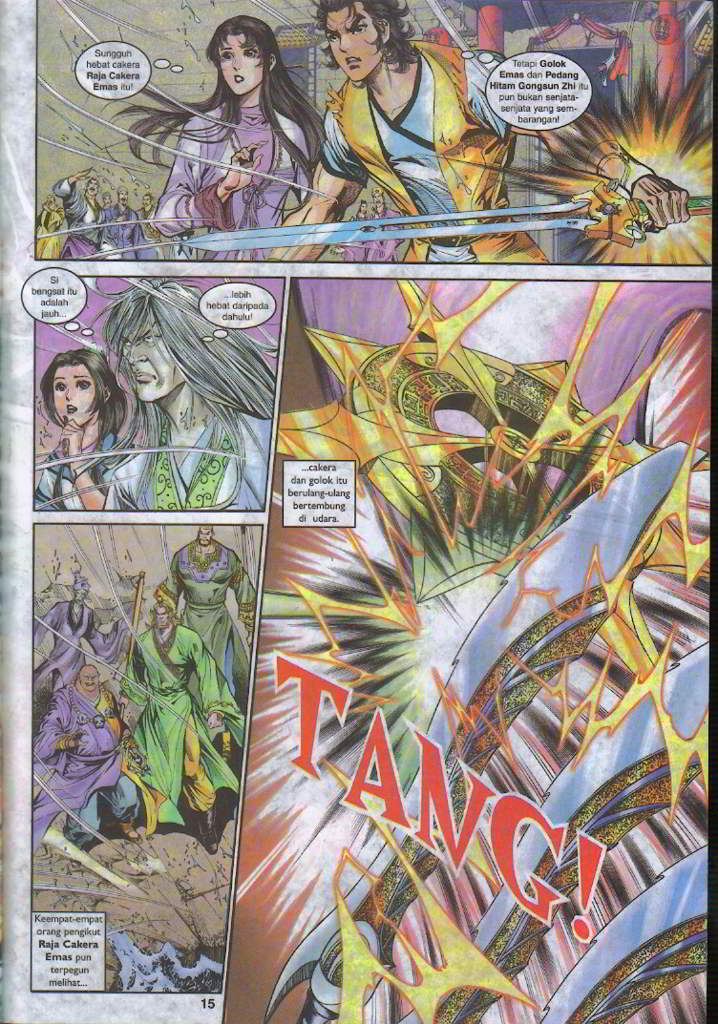 Sungguh
hebat cakera
Raja Cakera
Emas itu!
Tetapi Golok
Emas dan Pedang
Hitam Gongsun Zhi itu
pun bukan senjata-
senjata yang sem-
barangan!
Si
bangsat itu
adalah
jauh...
...lebih
hebat daripada
dahulu!
...cakera
dan golok itu
berulang-ulang
bertembung
di udara.
TANG!
Keempat-empat
orang pengikut
Raja Cakera
Emas pun
terpegun
melihat...
15